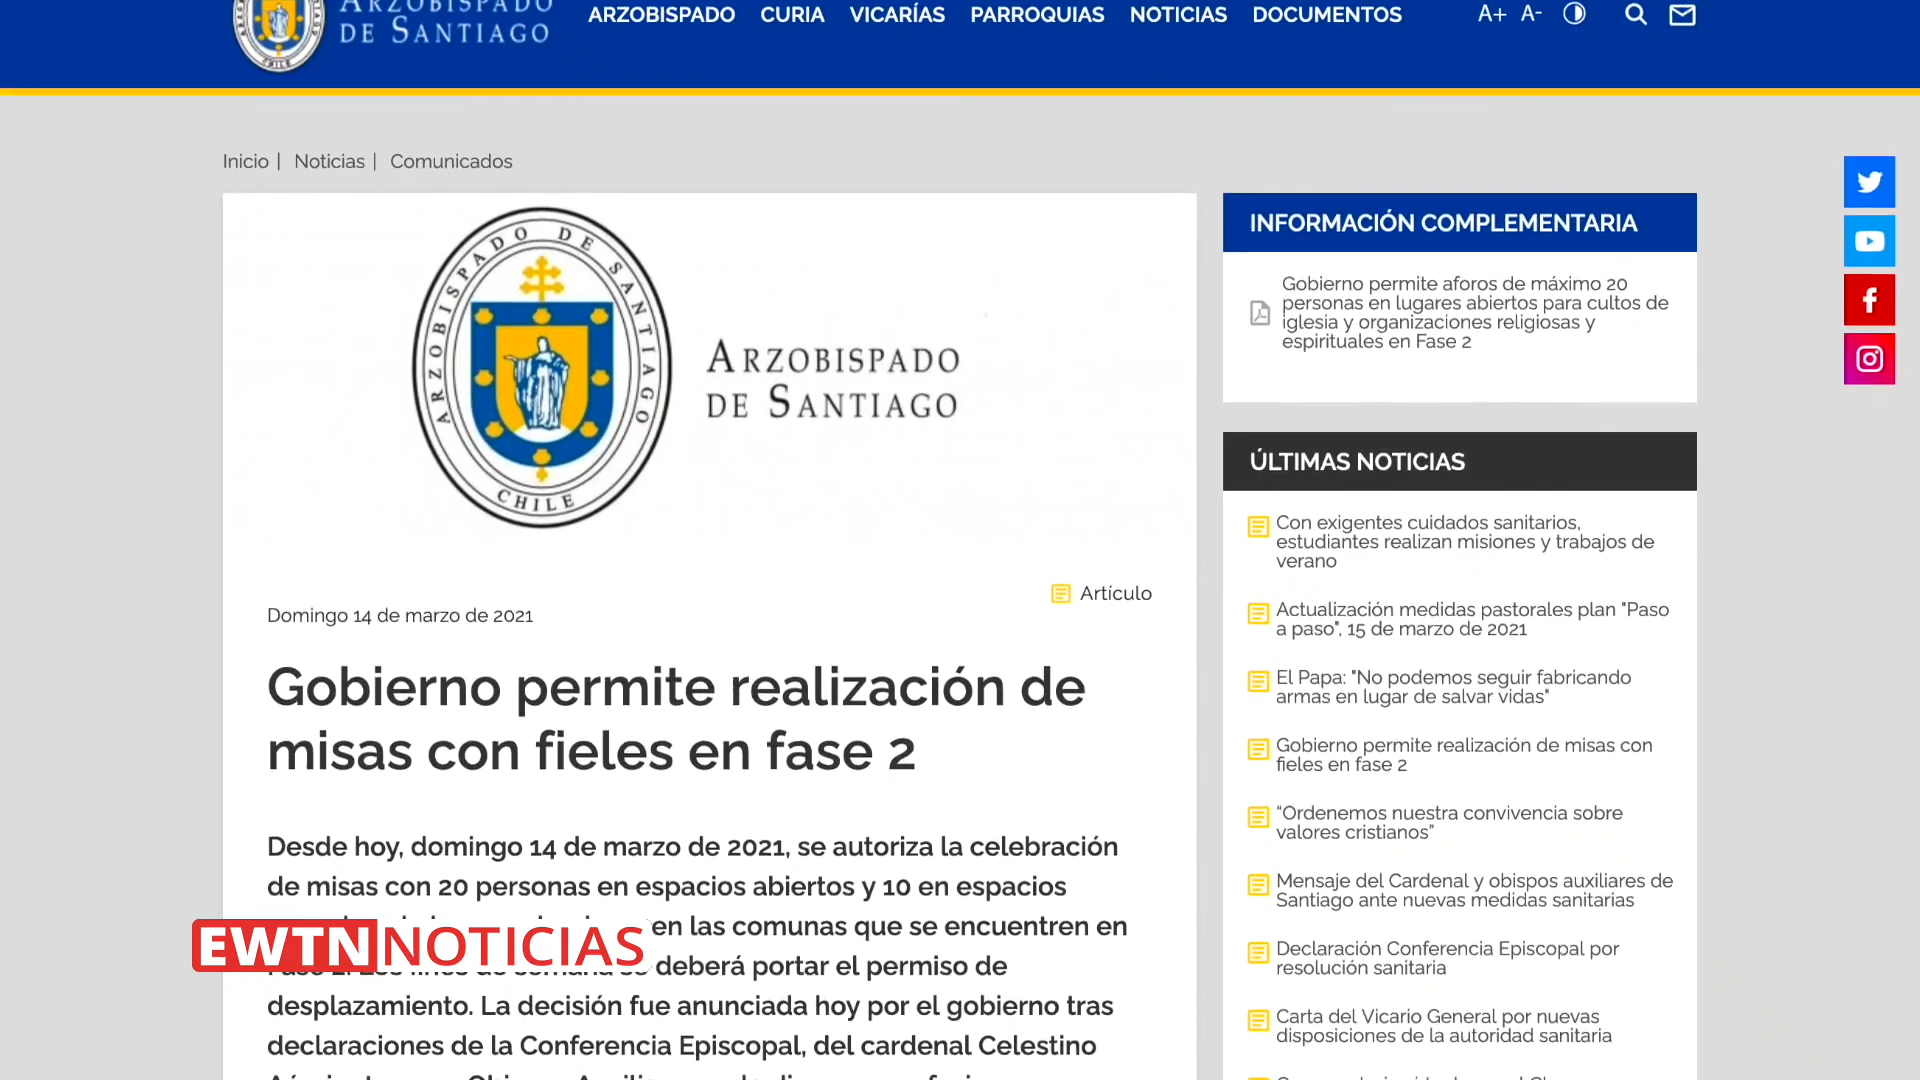 ARZOBISPADO
DE SANTIAGO
ARZOBISPADO CURIA VICARÍAS PARROQUIAS NOTICIAS DOCUMENTOS A+ A-
CHILE
Inicio | Noticias | Comunicados
ARZOBISPADO DE SANTIAGO
CHILE
ARZOBISPADO
DE SANTIAGO
Artículo
Domingo 14 de marzo de 2021
Gobierno permite realización de
misas con fieles en fase 2
Desde hoy, domingo 14 de marzo de 2021, se autoriza la celebración
de misas con 20 personas en espacios abiertos y 10 en espacios
en las comunas que se encuentren en
deberá portar el permiso de
desplazamiento. La decisión fue anunciada hoy por el gobierno tras
declaraciones de la Conferencia Episcopal, del cardenal Celestino
EWTN NOTICIAS
INFORMACIÓN COMPLEMENTARIA
Gobierno permite aforos de máximo 20
personas en lugares abiertos para cultos de
iglesia y organizaciones religiosas y
espirituales en Fase 2
ÚLTIMAS NOTICIAS
Con exigentes cuidados sanitarios,
estudiantes realizan misiones y trabajos de
verano
Actualización medidas pastorales plan "Paso
a paso", 15 de marzo de 2021
El Papa: "No podemos seguir fabricando
armas en lugar de salvar vidas"
Gobierno permite realización de misas con
fieles en fase 2
“Ordenemos nuestra convivencia sobre
valores cristianos”
Mensaje del Cardenal y obispos auxiliares de
Santiago ante nuevas medidas sanitarias
Declaración Conferencia Episcopal por
resolución sanitaria
Carta del Vicario General por nuevas
disposiciones de la autoridad sanitaria